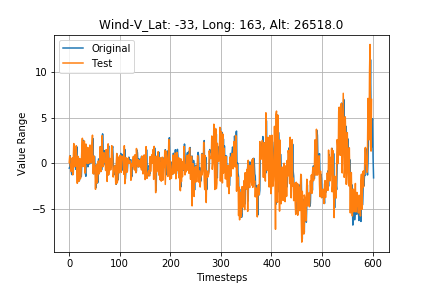 Wind-V_Lat: -33, Long: 163, Alt: 26518.0
Original
Test
Value Range
10
5
0
−5
0 100 200 300 400 500 600
Timesteps